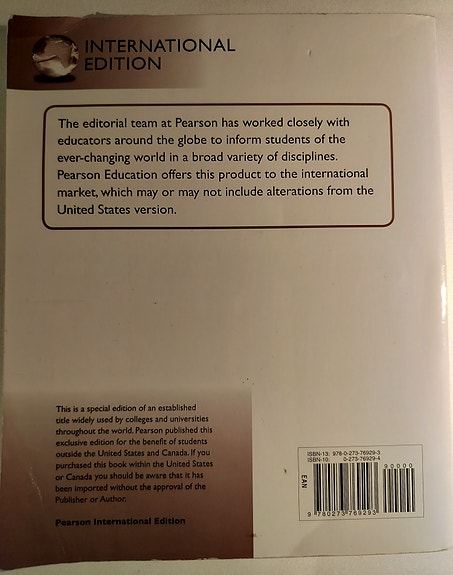 INTERNATIONAL
EDITION
The editorial team at Pearson has worked closely with
educators around the globe to inform students of the
ever-changing world in a broad variety of disciplines.
Pearson Education offers this product to the international
market, which may or may not include alterations from the
United States version.
This is a special edition of an established
title widely used by colleges and universities
throughout the world. Pearson published this
exclusive edition for the benefit of students
outside the United States and Canada. If you
purchased this book within the United States
or Canada you should be aware that it has
been imported without the approval of the
Publisher or Author.
Pearson International Edition
ISBN-13: 978-0-273-76929-3
ISBN-10: 0-273-76929-4
90000
EAN
9 780273 769293